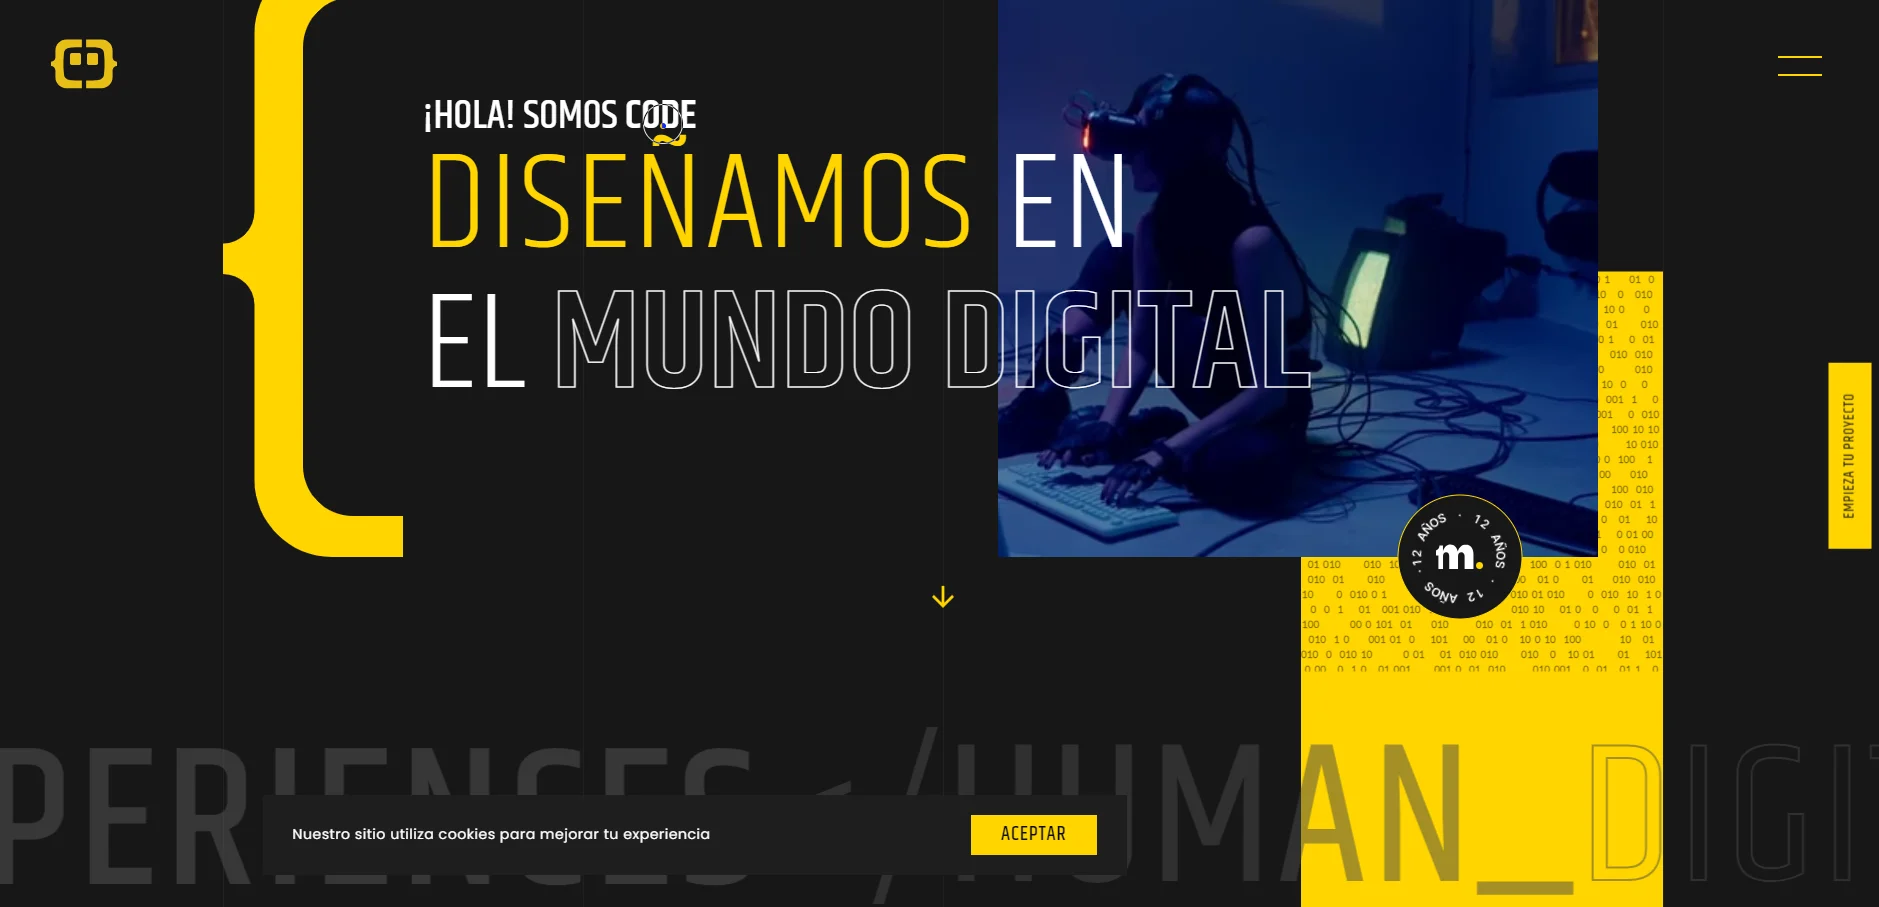 ¡HOLA! SOMOS CODE
DISEÑAMOS EN
EL MUNDO DIGITAL
EMPIEZA TU PROYECTO
12 AÑOS · 12 AÑOS · 12 AÑOS ·
m.
PERIENCES </HUMAN_DIGIT
Nuestro sitio utiliza cookies para mejorar tu experiencia
ACEPTAR